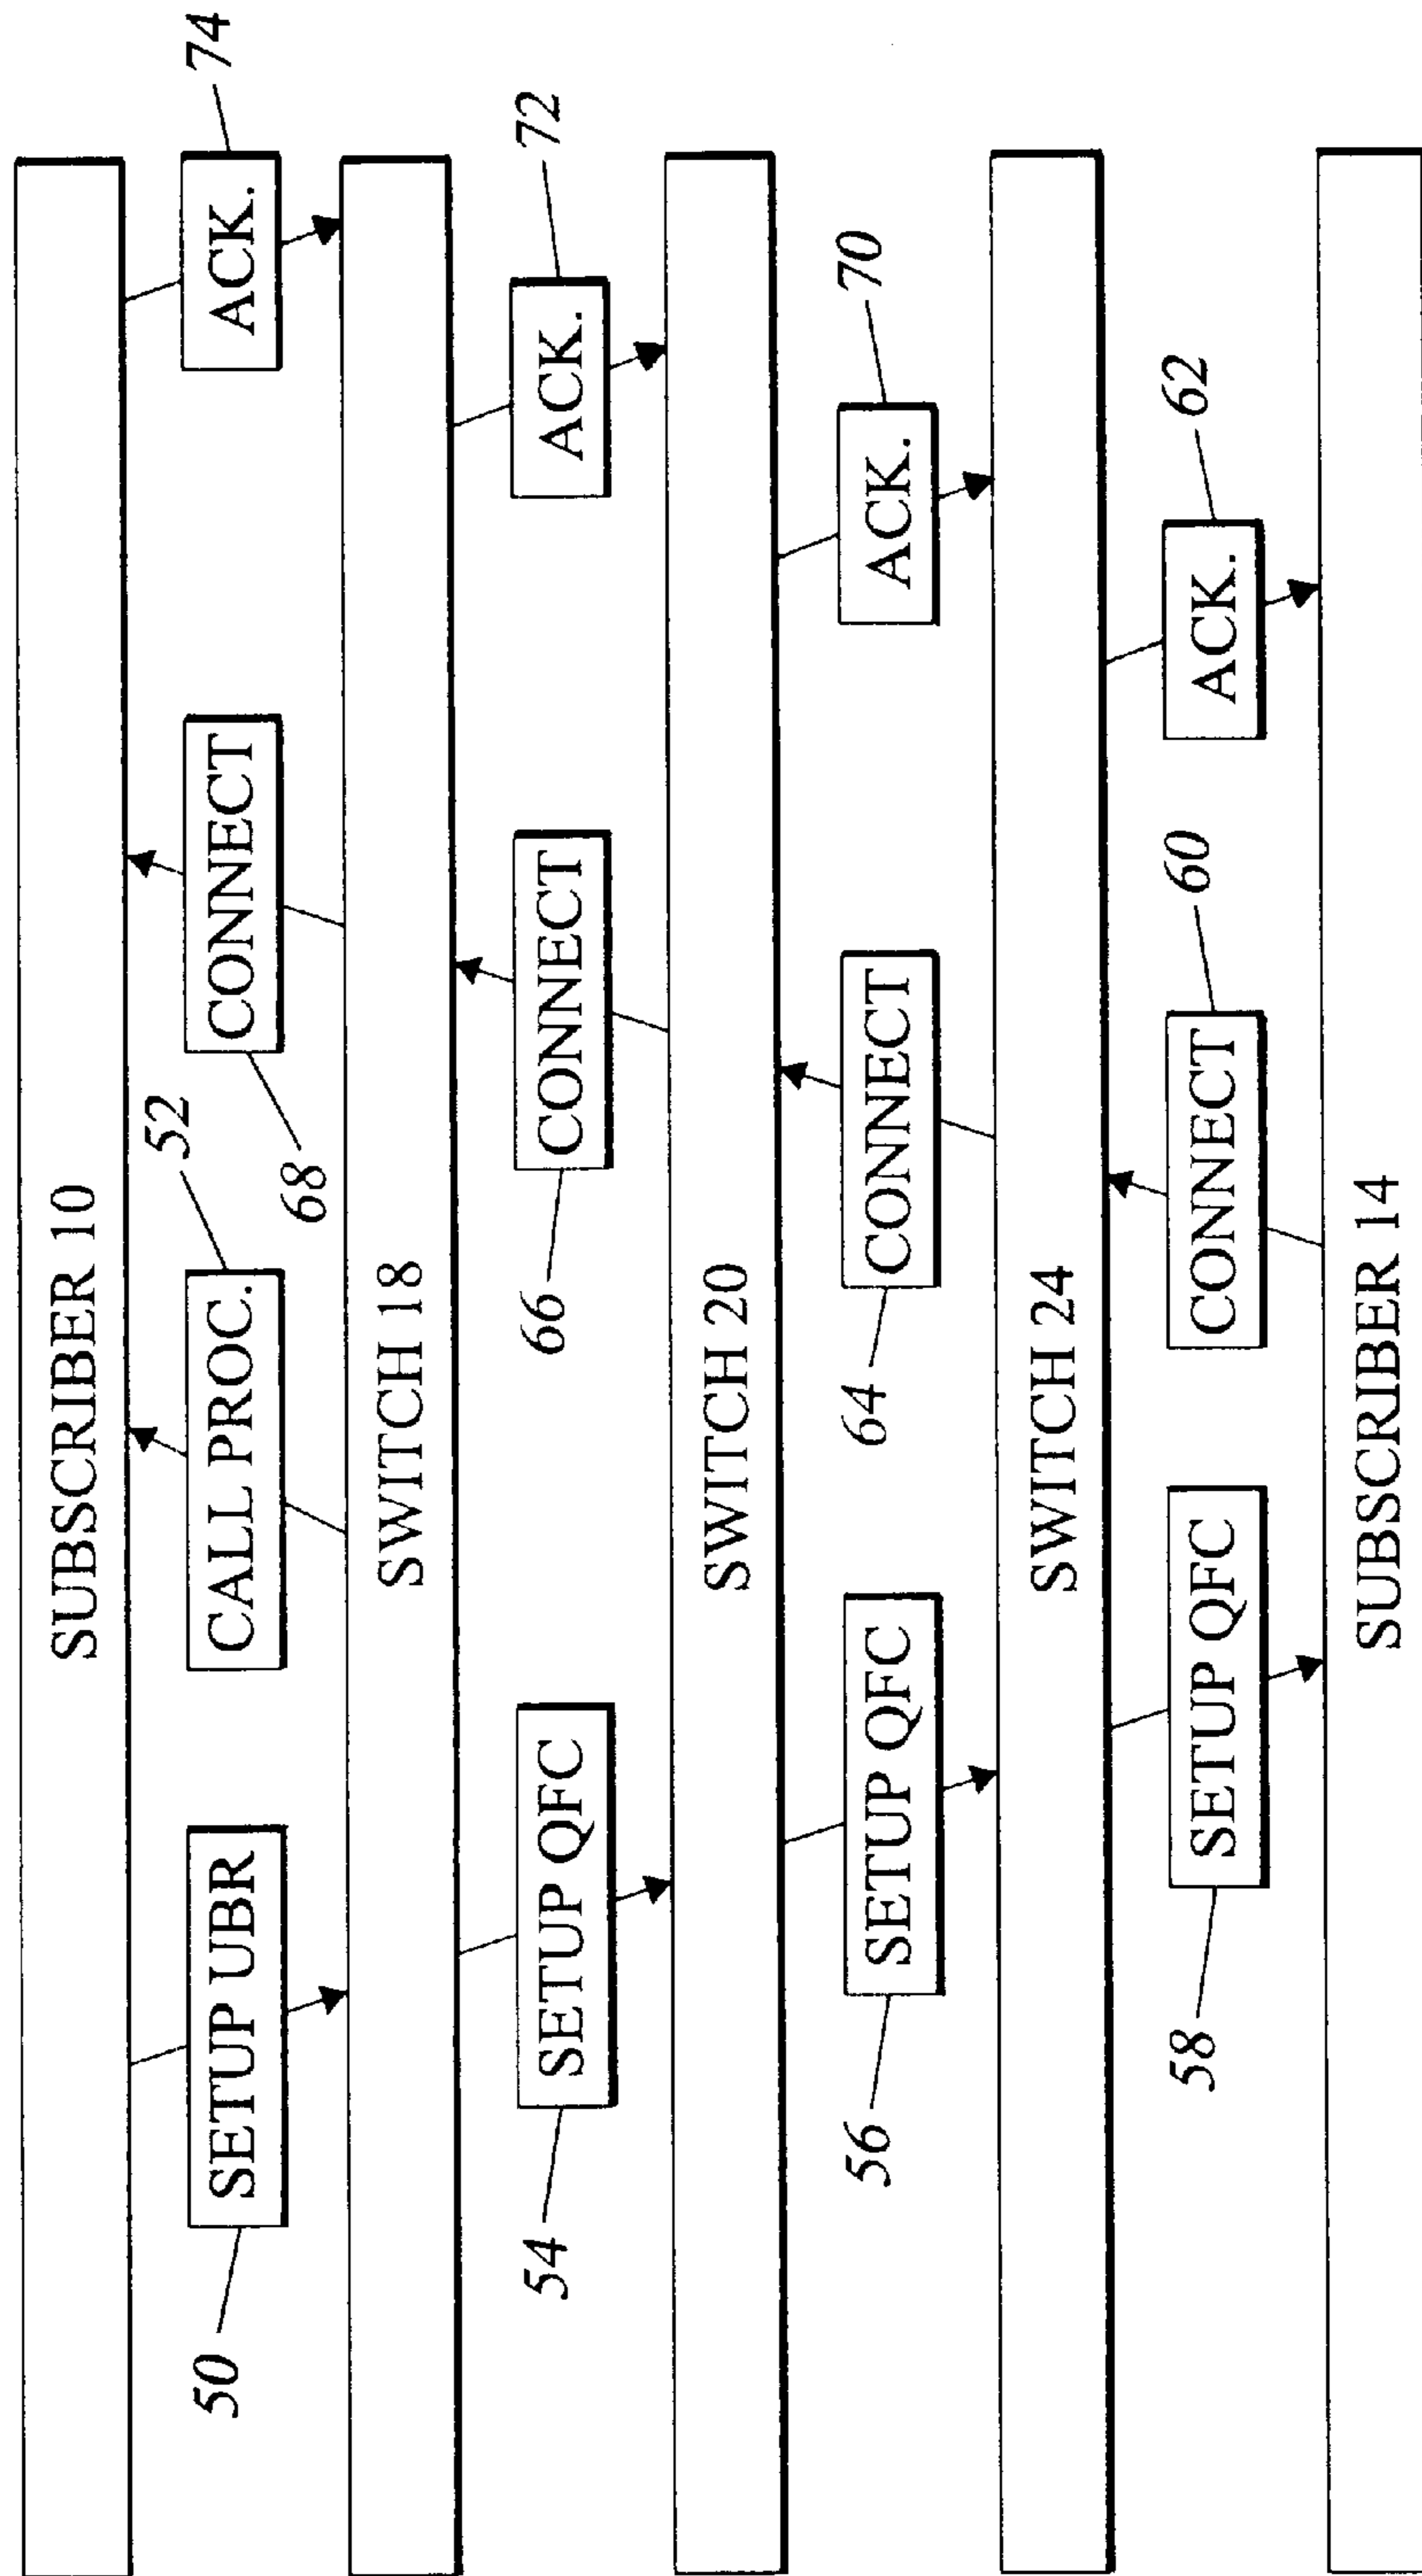 SUBSCRIBER 10
50
SETUP UBR
CALL PROC.
52
68
CONNECT
ACK.
74
SWITCH 18
54
SETUP QFC
66
CONNECT
ACK.
72
SWITCH 20
56
SETUP QFC
64
CONNECT
ACK.
70
SWITCH 24
58
SETUP QFC
CONNECT
60
ACK.
62
SUBSCRIBER 14